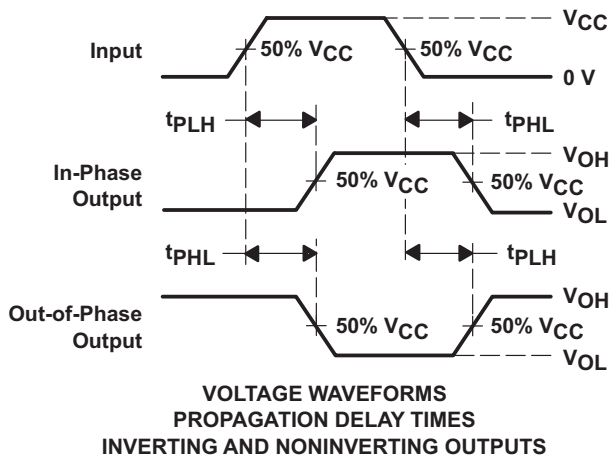 VCC
Input
50% VCC
50% VCC
0 V
tPLH
tPHL
VOH
In-Phase
Output
50% VCC
50% VCC
VOL
tPHL
tPLH
VOH
Out-of-Phase
Output
50% VCC
50% VCC
VOL
VOLTAGE WAVEFORMS
PROPAGATION DELAY TIMES
INVERTING AND NONINVERTING OUTPUTS